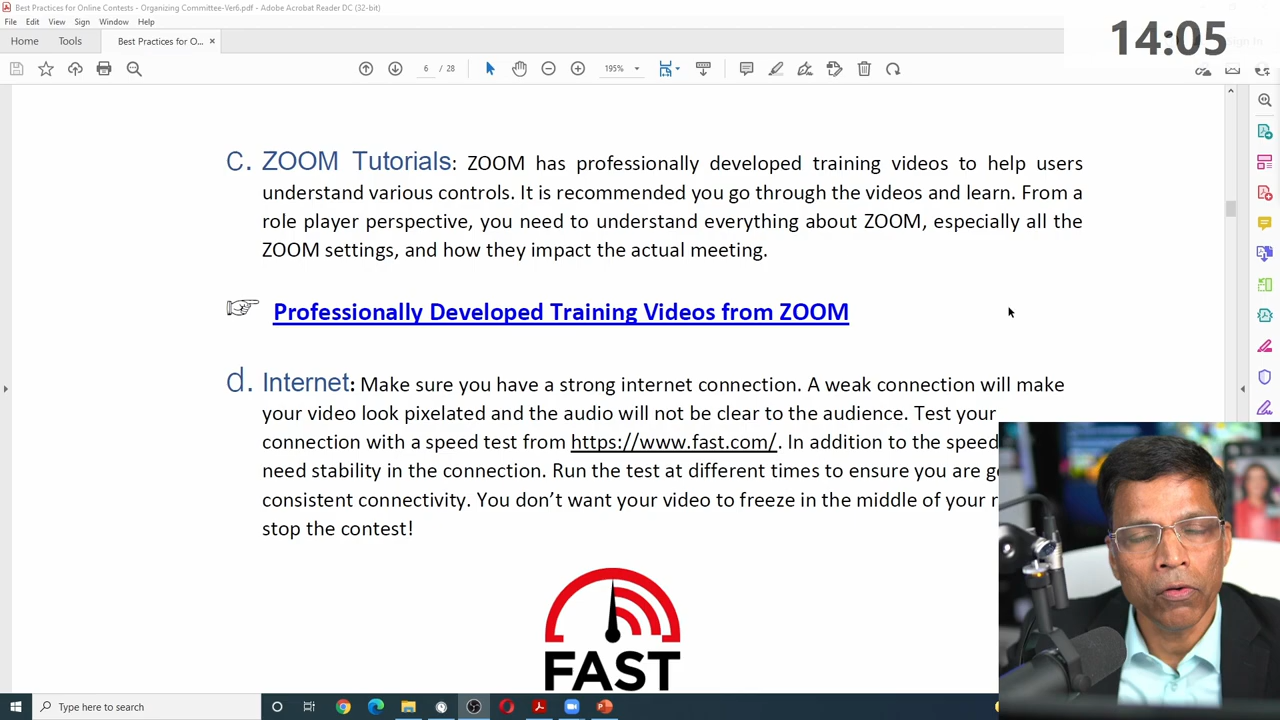 Best Practices for Online Contests - Organizing Committee-Ver6.pdf - Adobe Acrobat Reader DC (32-bit)
File Edit View Sign Window Help
14:05
Home Tools Best Practices for O... ×
6 / 28 195%
c. ZOOM Tutorials: ZOOM has professionally developed training videos to help users
understand various controls. It is recommended you go through the videos and learn. From a
role player perspective, you need to understand everything about ZOOM, especially all the
ZOOM settings, and how they impact the actual meeting.
Professionally Developed Training Videos from ZOOM
d. Internet: Make sure you have a strong internet connection. A weak connection will make
your video look pixelated and the audio will not be clear to the audience. Test your
connection with a speed test from https://www.fast.com/. In addition to the speed
need stability in the connection. Run the test at different times to ensure you are
consistent connectivity. You don’t want your video to freeze in the middle of your
stop the contest!
FAST
Type here to search